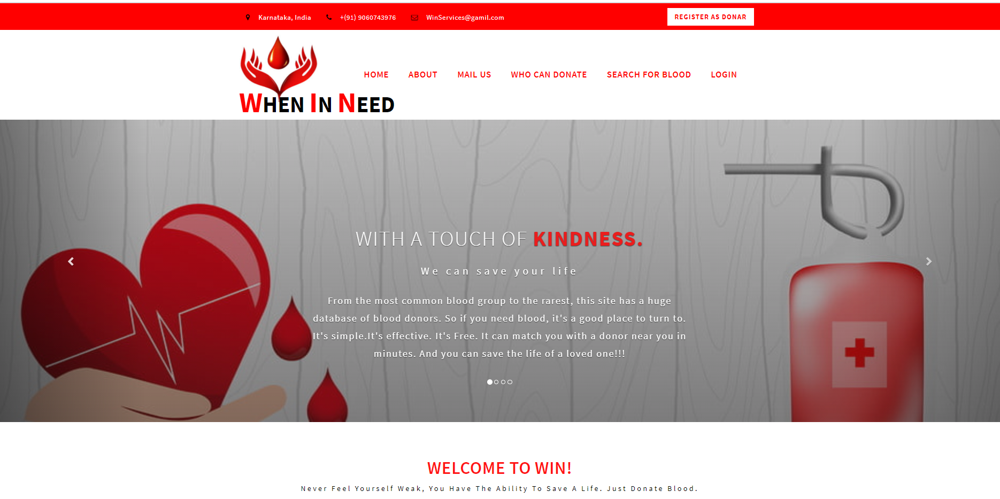 Karnataka, India +(91) 9060743976 WinServices@gamil.com REGISTER AS DONAR
HOME ABOUT MAIL US WHO CAN DONATE SEARCH FOR BLOOD LOGIN
WHEN IN NEED
WITH A TOUCH OF KINDNESS.
We can save your life
From the most common blood group to the rarest, this site has a huge
database of blood donors. So if you need blood, it's a good place to turn to.
It's simple.It's effective. It's Free. It can match you with a donor near you in
minutes. And you can save the life of a loved one!!!
WELCOME TO WIN!
Never Feel Yourself Weak, You Have The Ability To Save A Life. Just Donate Blood.